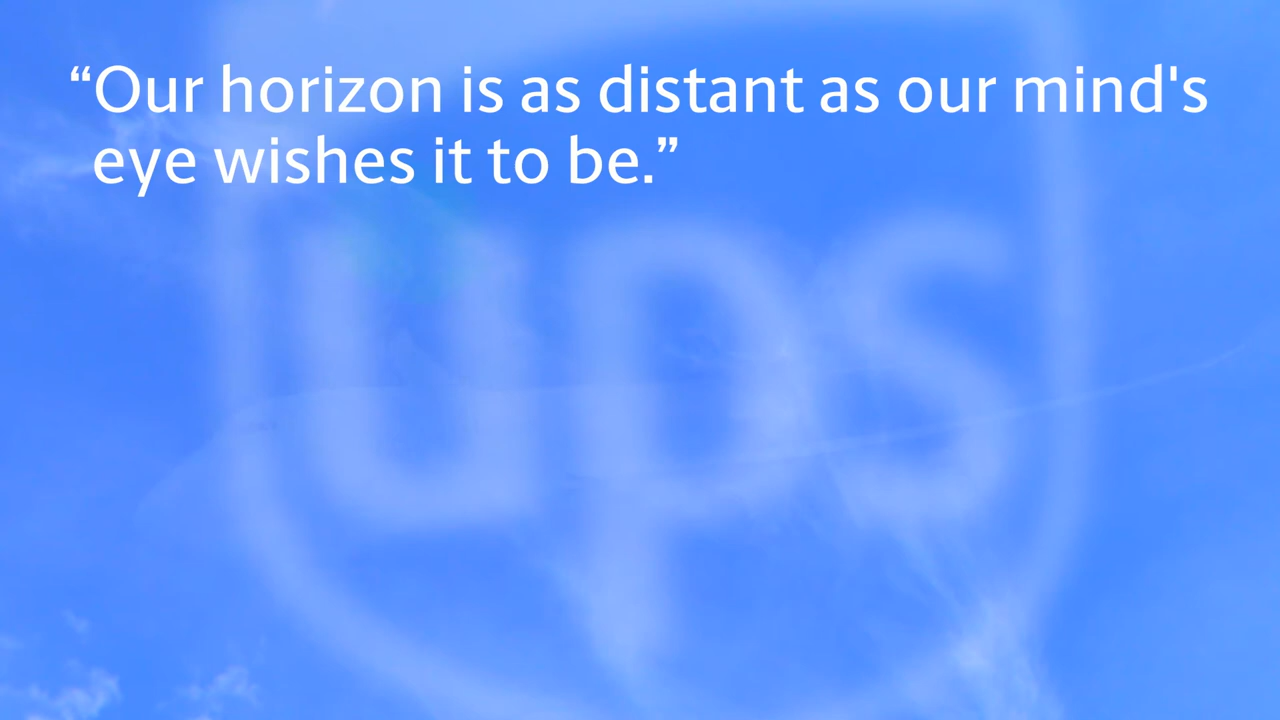 “Our horizon is as distant as our mind's
eye wishes it to be.”
ups